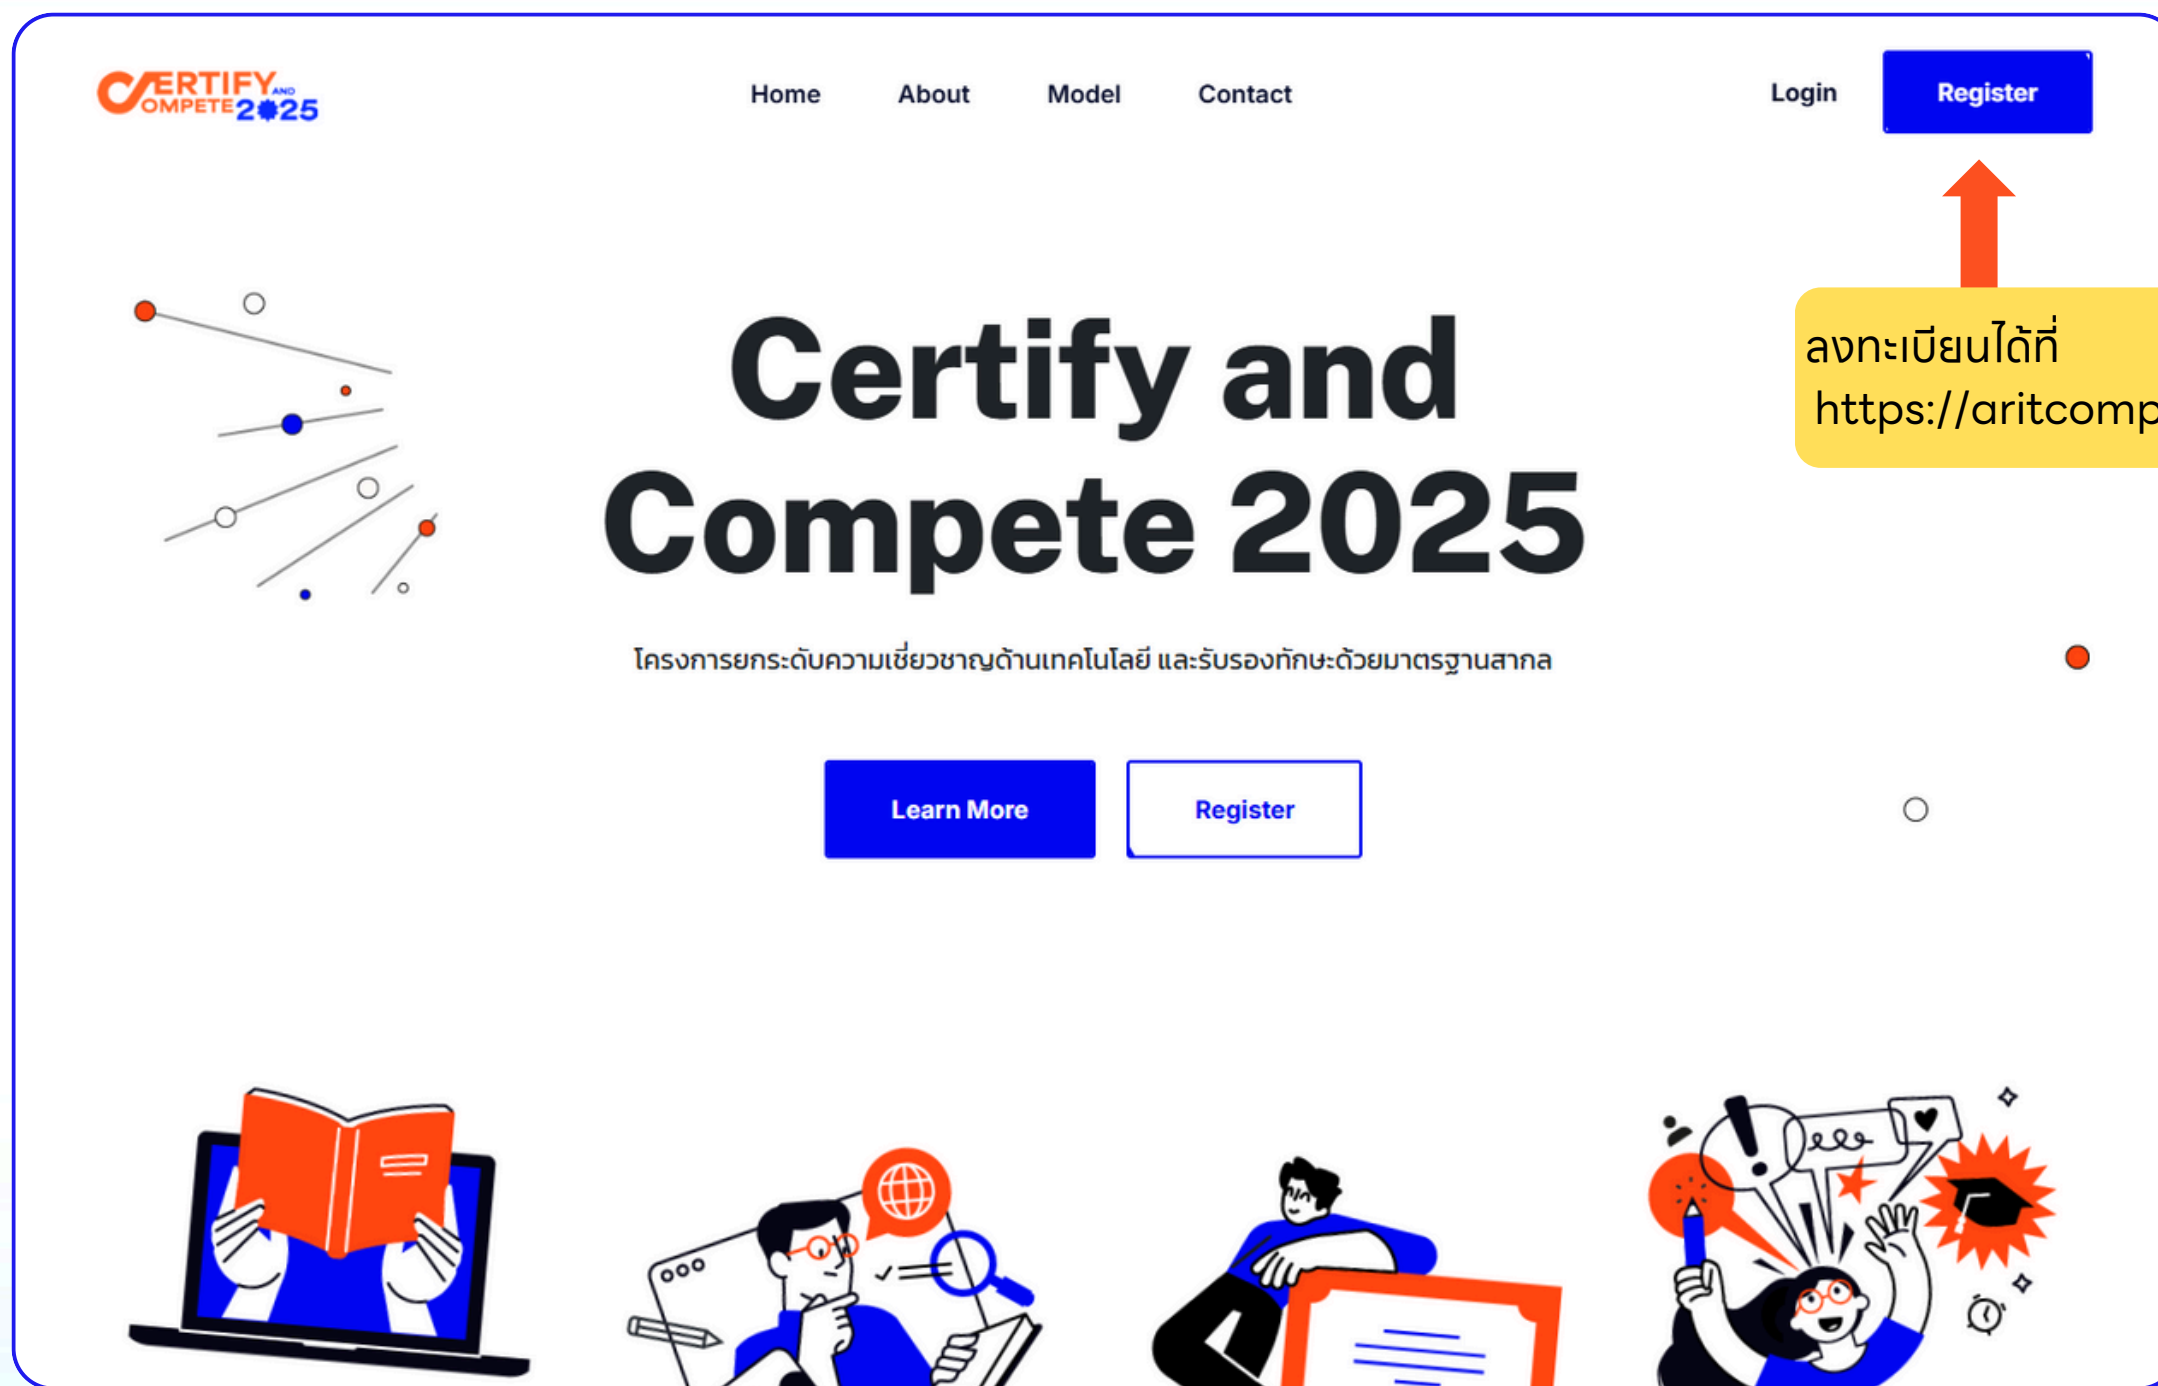 CERTIFY AND
COMPETE 2025
Home About Model Contact
Login Register
ลงทะเบียนได้ที่
https://aritcomp
Certify and
Compete 2025
โครงการยกระดับความเชี่ยวชาญด้านเทคโนโลยี และรับรองทักษะด้วยมาตรฐานสากล
Learn More Register